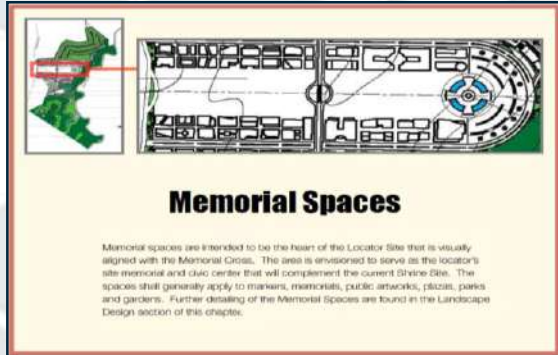 Memorial Spaces
Memorial spaces are intended to be the heart of the Locator Site that is visually
aligned with the Memorial Cross. The area is envisioned to serve as the locator's
site memorial and civic center that will complement the current Shrine Site. The
spaces shall generally apply to markers, memorials, public artworks, plazas, parks
and gardens. Further detailing of the Memorial Spaces are found in the Landscape
Design section of this chapter.